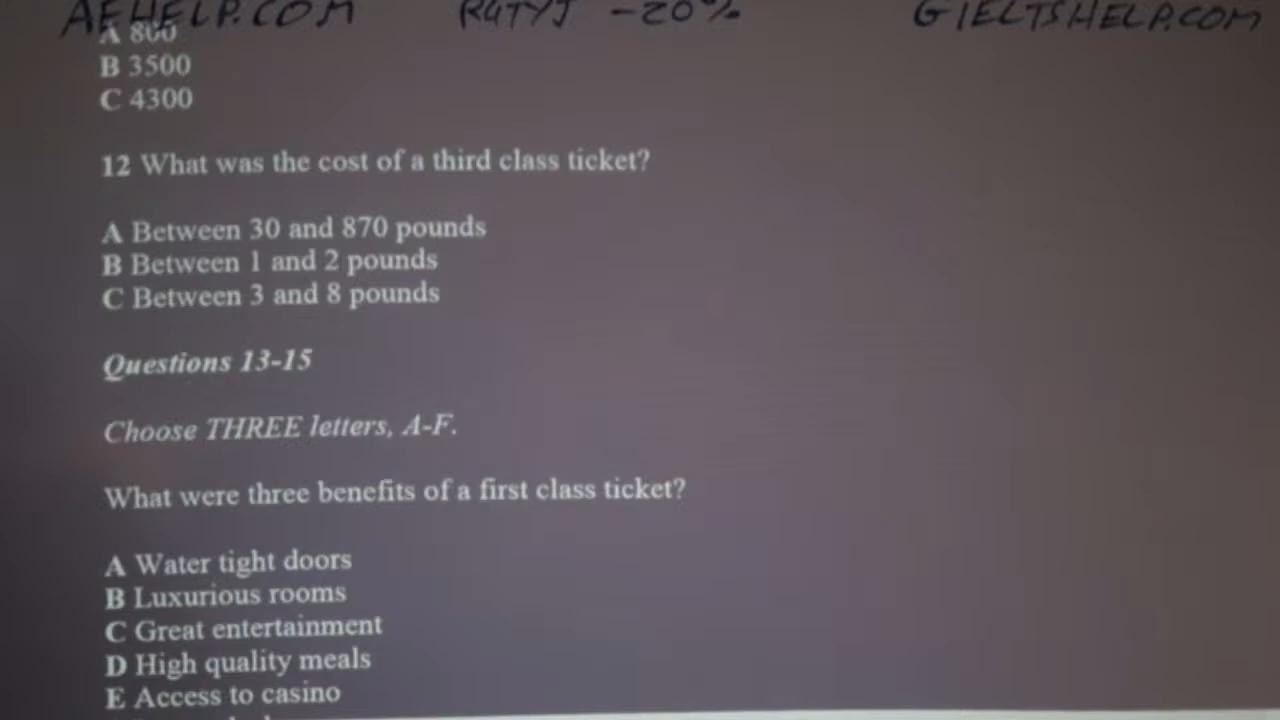 AEHELP.COM R4TYJ -20% GIELTSHELP.COM
A 800
B 3500
C 4300
12 What was the cost of a third class ticket?
A Between 30 and 870 pounds
B Between 1 and 2 pounds
C Between 3 and 8 pounds
Questions 13-15
Choose THREE letters, A-F.
What were three benefits of a first class ticket?
A Water tight doors
B Luxurious rooms
C Great entertainment
D High quality meals
E Access to casino